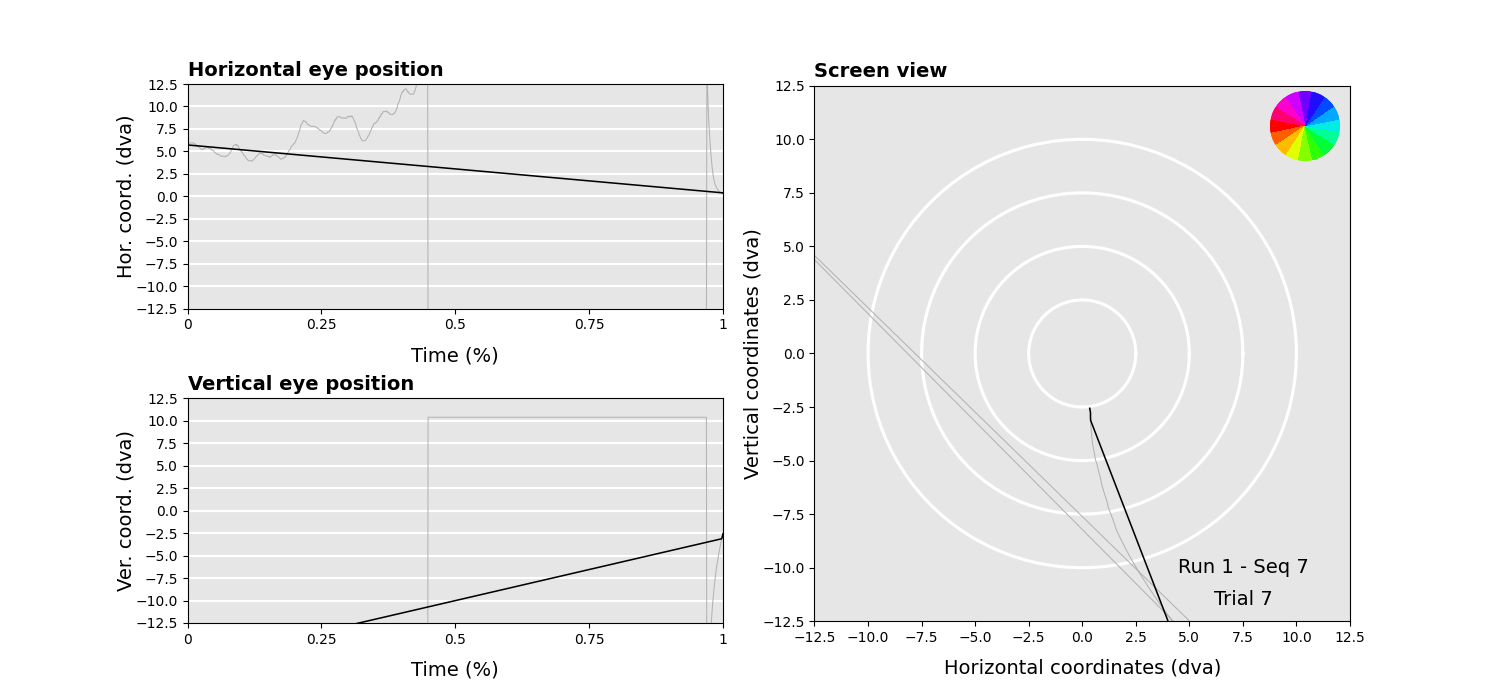 Horizontal eye position
Hor. coord. (dva)
12.5
10.0
7.5
5.0
2.5
0.0
−2.5
−5.0
−7.5
−10.0
−12.5
0 0.25 0.5 0.75 1
Time (%)
Vertical eye position
Ver. coord. (dva)
12.5
10.0
7.5
5.0
2.5
0.0
−2.5
−5.0
−7.5
−10.0
−12.5
0 0.25 0.5 0.75 1
Time (%)
Screen view
Vertical coordinates (dva)
12.5
10.0
7.5
5.0
2.5
0.0
−2.5
−5.0
−7.5
−10.0
−12.5
Run 1 - Seq 7
Trial 7
−12.5 −10.0 −7.5 −5.0 −2.5 0.0 2.5 5.0 7.5 10.0 12.5
Horizontal coordinates (dva)